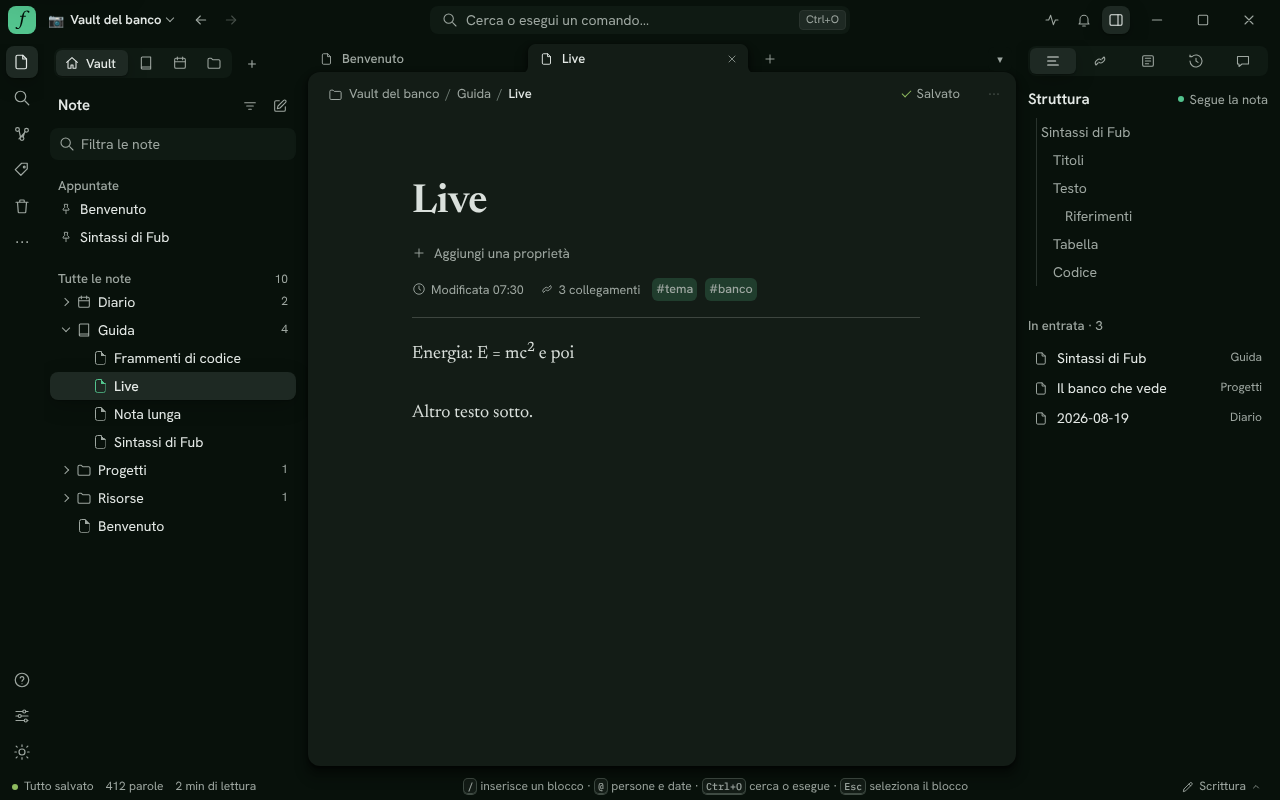 f
Vault del banco
Cerca o esegui un comando...
Ctrl+O
Vault
Note
Filtra le note
Appuntate
Benvenuto
Sintassi di Fub
Tutte le note 10
Diario 2
Guida 4
Frammenti di codice
Live
Nota lunga
Sintassi di Fub
Progetti 1
Risorse 1
Benvenuto
Benvenuto
Live
Vault del banco / Guida / Live
Salvato
Live
Aggiungi una proprietà
Modificata 07:30 3 collegamenti #tema #banco
Energia: E = mc² e poi
Altro testo sotto.
Struttura
Segue la nota
Sintassi di Fub
Titoli
Testo
Riferimenti
Tabella
Codice
In entrata · 3
Sintassi di Fub Guida
Il banco che vede Progetti
2026-08-19 Diario
Tutto salvato 412 parole 2 min di lettura
/ inserisce un blocco · @ persone e date · Ctrl+O cerca o esegue · Esc seleziona il blocco
Scrittura